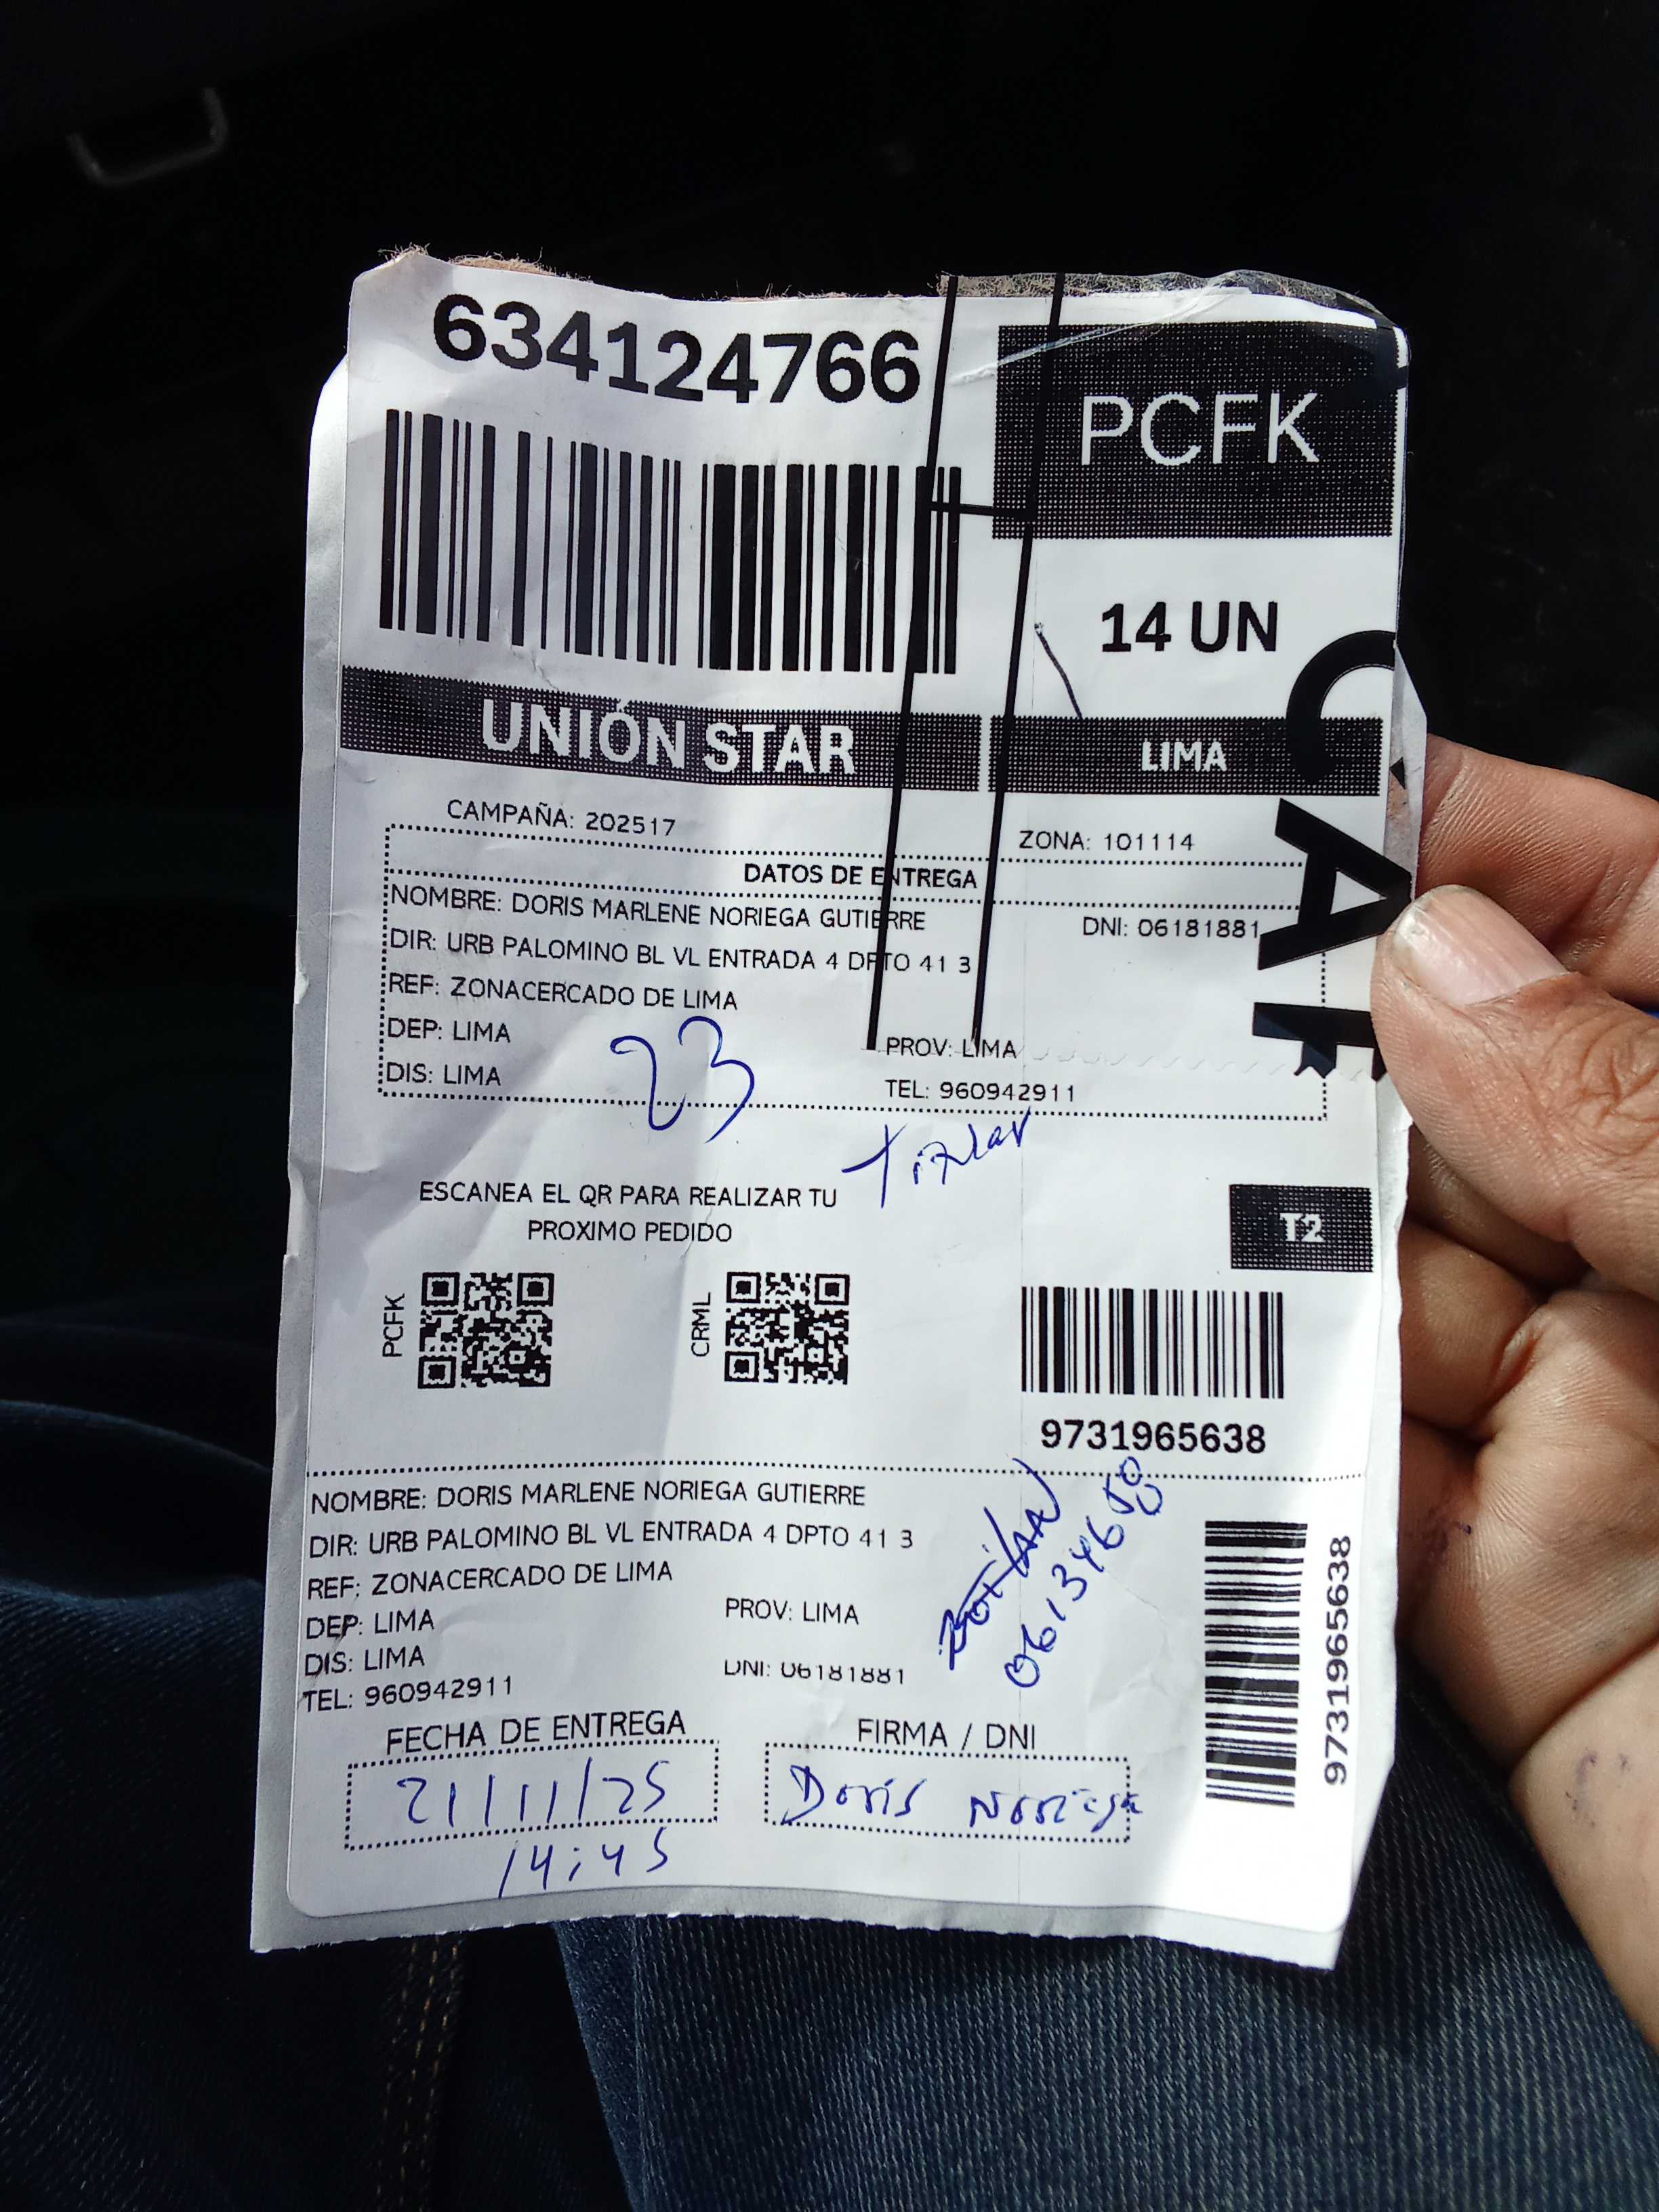 634124766
PCFK
14 UN
UNIÓN STAR
LIMA
CAMPAÑA: 202517
ZONA: 101114
DATOS DE ENTREGA
NOMBRE: DORIS MARLENE NORIEGA GUTIERRE
DNI: 06181881
DIR: URB PALOMINO BL VL ENTRADA 4 DPTO 41 3
REF: ZONACERCADO DE LIMA
DEP: LIMA
PROV: LIMA
DIS: LIMA
TEL: 960942911
23
Titular
ESCANEA EL QR PARA REALIZAR TU
PROXIMO PEDIDO
T2
PCFK
CRML
9731965638
NOMBRE: DORIS MARLENE NORIEGA GUTIERRE
DIR: URB PALOMINO BL VL ENTRADA 4 DPTO 41 3
REF: ZONACERCADO DE LIMA
DEP: LIMA
PROV: LIMA
DIS: LIMA
DNI: 06181881
TEL: 960942911
9731965638
FECHA DE ENTREGA
FIRMA / DNI
21/11/25
Doris Noriega
14:45